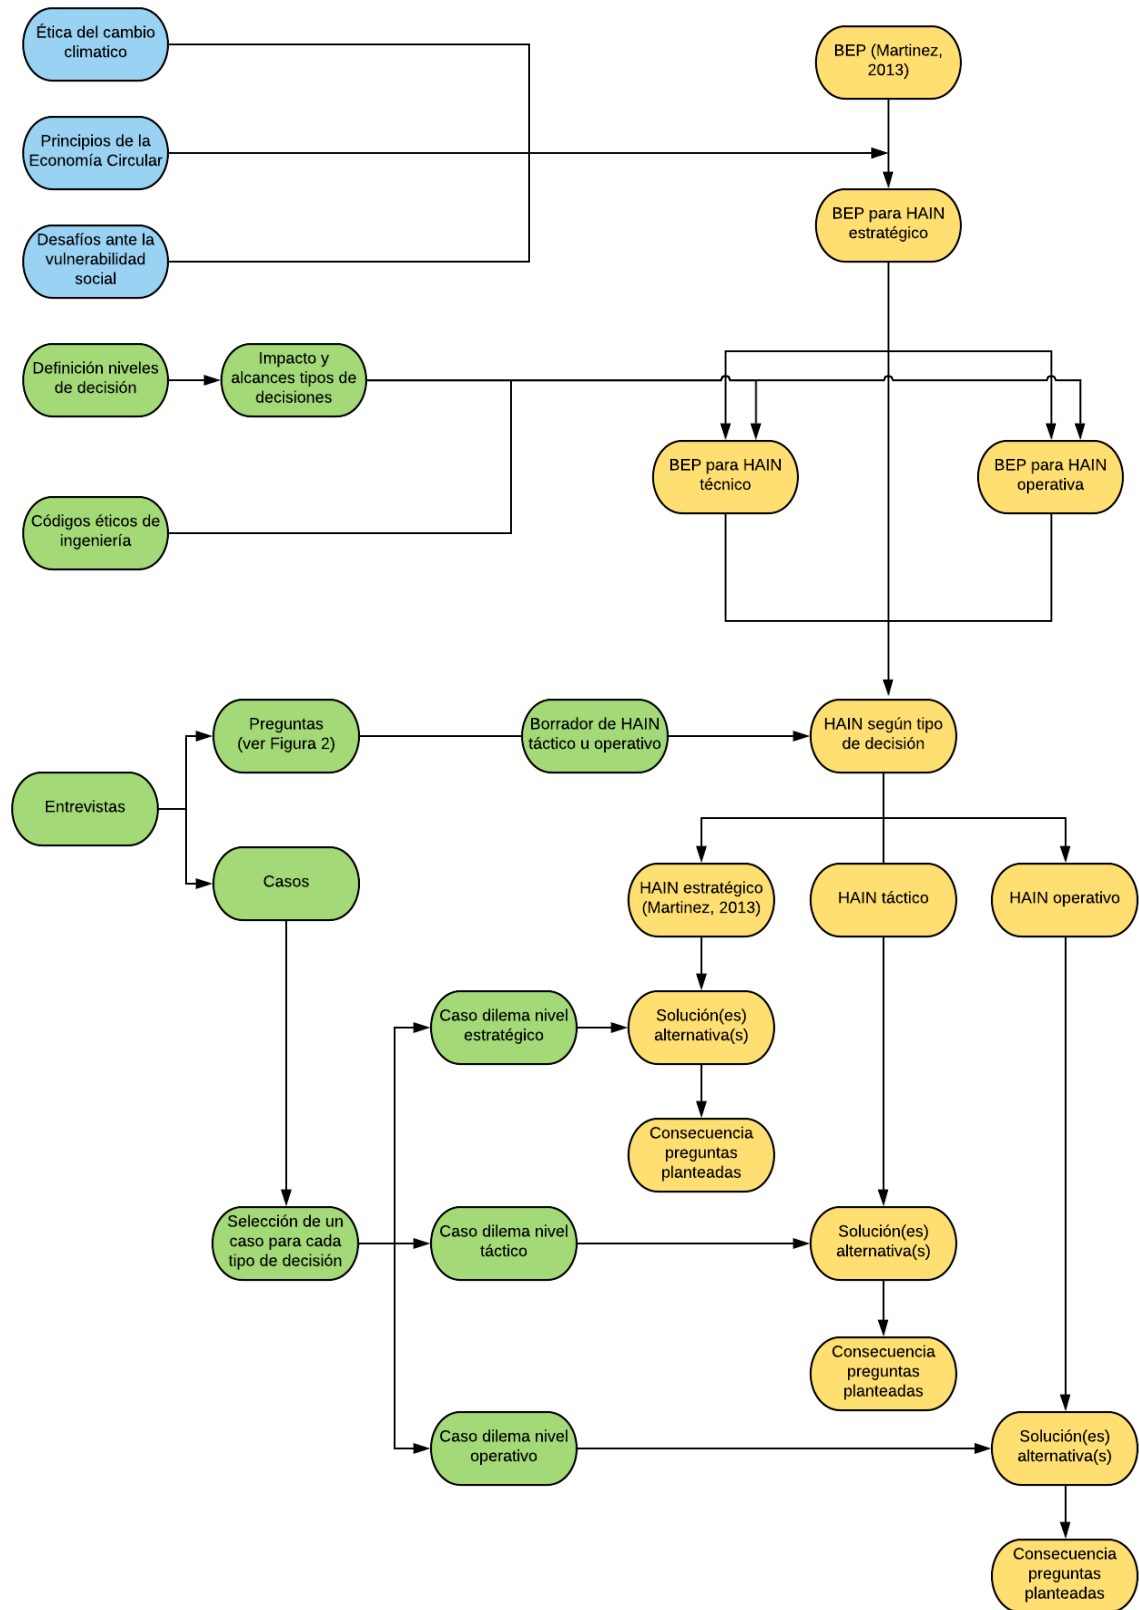 Ética del cambio
climatico
BEP (Martinez,
2013)
Principios de la
Economía Circular
BEP para HAIN
estratégico
Desafíos ante la
vulnerabilidad
social
Definición niveles
de decisión
Impacto y
alcances tipos de
decisiones
BEP para HAIN
técnico
BEP para HAIN
operativa
Códigos éticos de
ingeniería
Preguntas
(ver Figura 2)
Borrador de HAIN
táctico u operativo
HAIN según tipo
de decisión
Entrevistas
Casos
HAIN estratégico
(Martinez, 2013)
HAIN táctico
HAIN operativo
Caso dilema nivel
estratégico
Solución(es)
alternativa(s)
Consecuencia
preguntas
planteadas
Selección de un
caso para cada
tipo de decisión
Caso dilema nivel
táctico
Solución(es)
alternativa(s)
Consecuencia
preguntas
planteadas
Caso dilema nivel
operativo
Solución(es)
alternativa(s)
Consecuencia
preguntas
planteadas